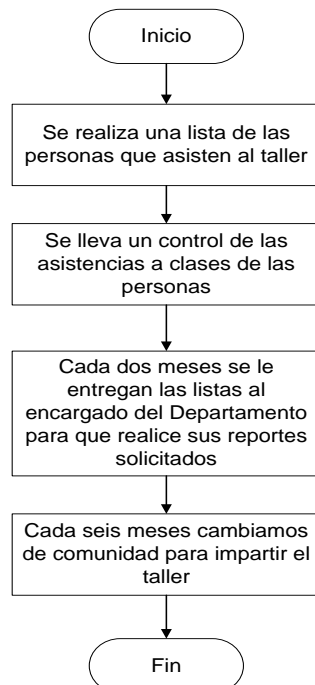 Inicio
Se realiza una lista de las
personas que asisten al taller
Se lleva un control de las
asistencias a clases de las
personas
Cada dos meses se le
entregan las listas al
encargado del Departamento
para que realice sus reportes
solicitados
Cada seis meses cambiamos
de comunidad para impartir el
taller
Fin